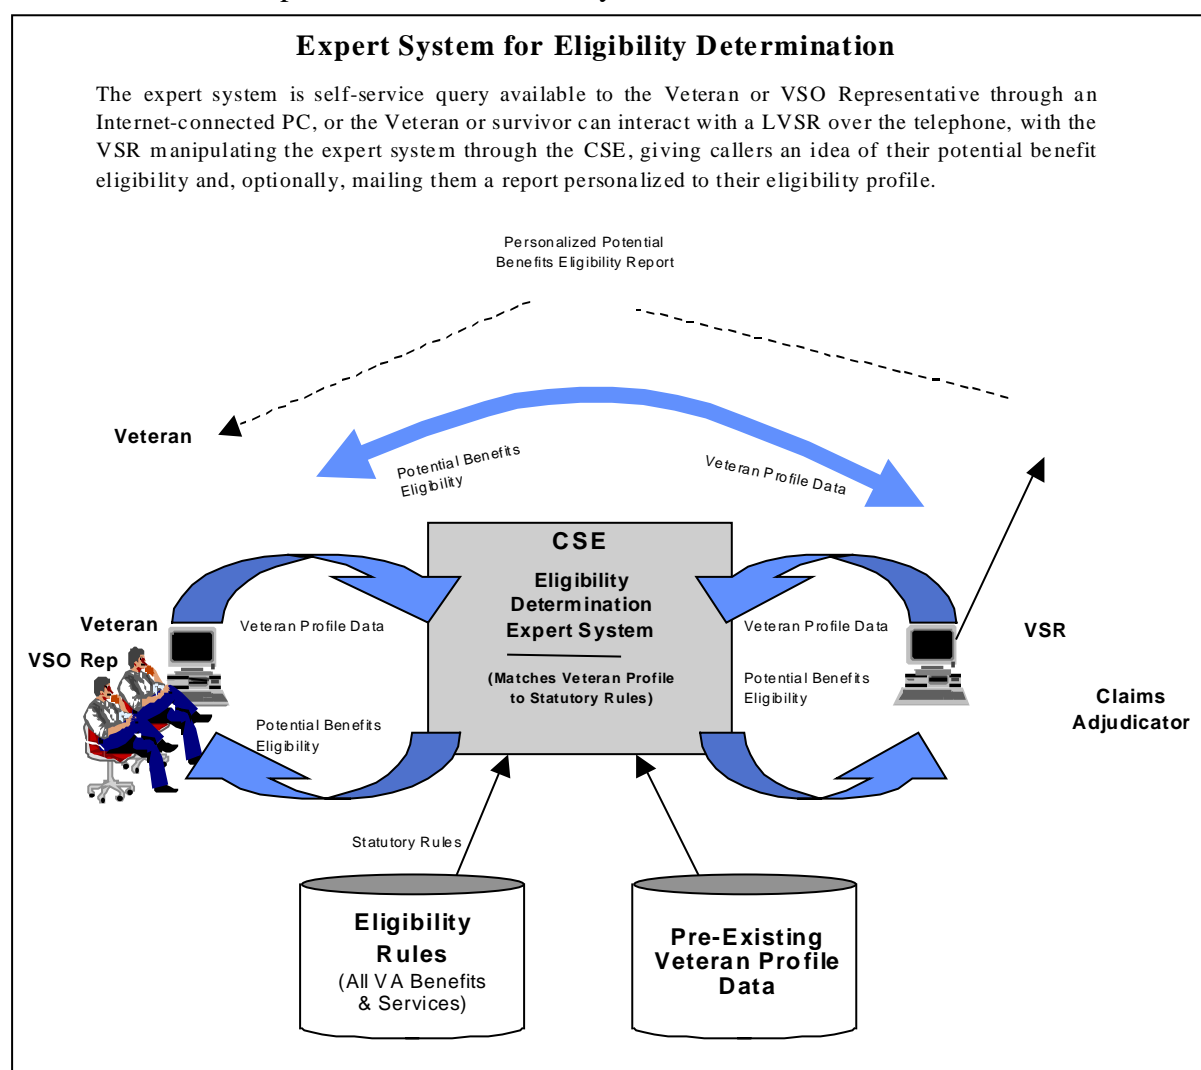 Expert System for Eligibility Determination
The expert system is self-service query available to the Veteran or VSO Representative through an
Internet-connected PC, or the Veteran or survivor can interact with a LVSR over the telephone, with the
VSR manipulating the expert system through the CSE, giving callers an idea of their potential benefit
eligibility and, optionally, mailing them a report personalized to their eligibility profile.
Personalized Potential
Benefits Eligibility Report
Veteran
Potential Benefits
Eligibility
Veteran Profile Data
CSE
Eligibility
Determination
Expert System
(Matches Veteran Profile
to Statutory Rules)
Veteran
VSO Rep
Veteran Profile Data
Potential Benefits
Eligibility
Veteran Profile Data
Potential Benefits
Eligibility
VSR
Claims
Adjudicator
Statutory Rules
Eligibility
Rules
(All VA Benefits
& Services)
Pre-Existing
Veteran Profile
Data